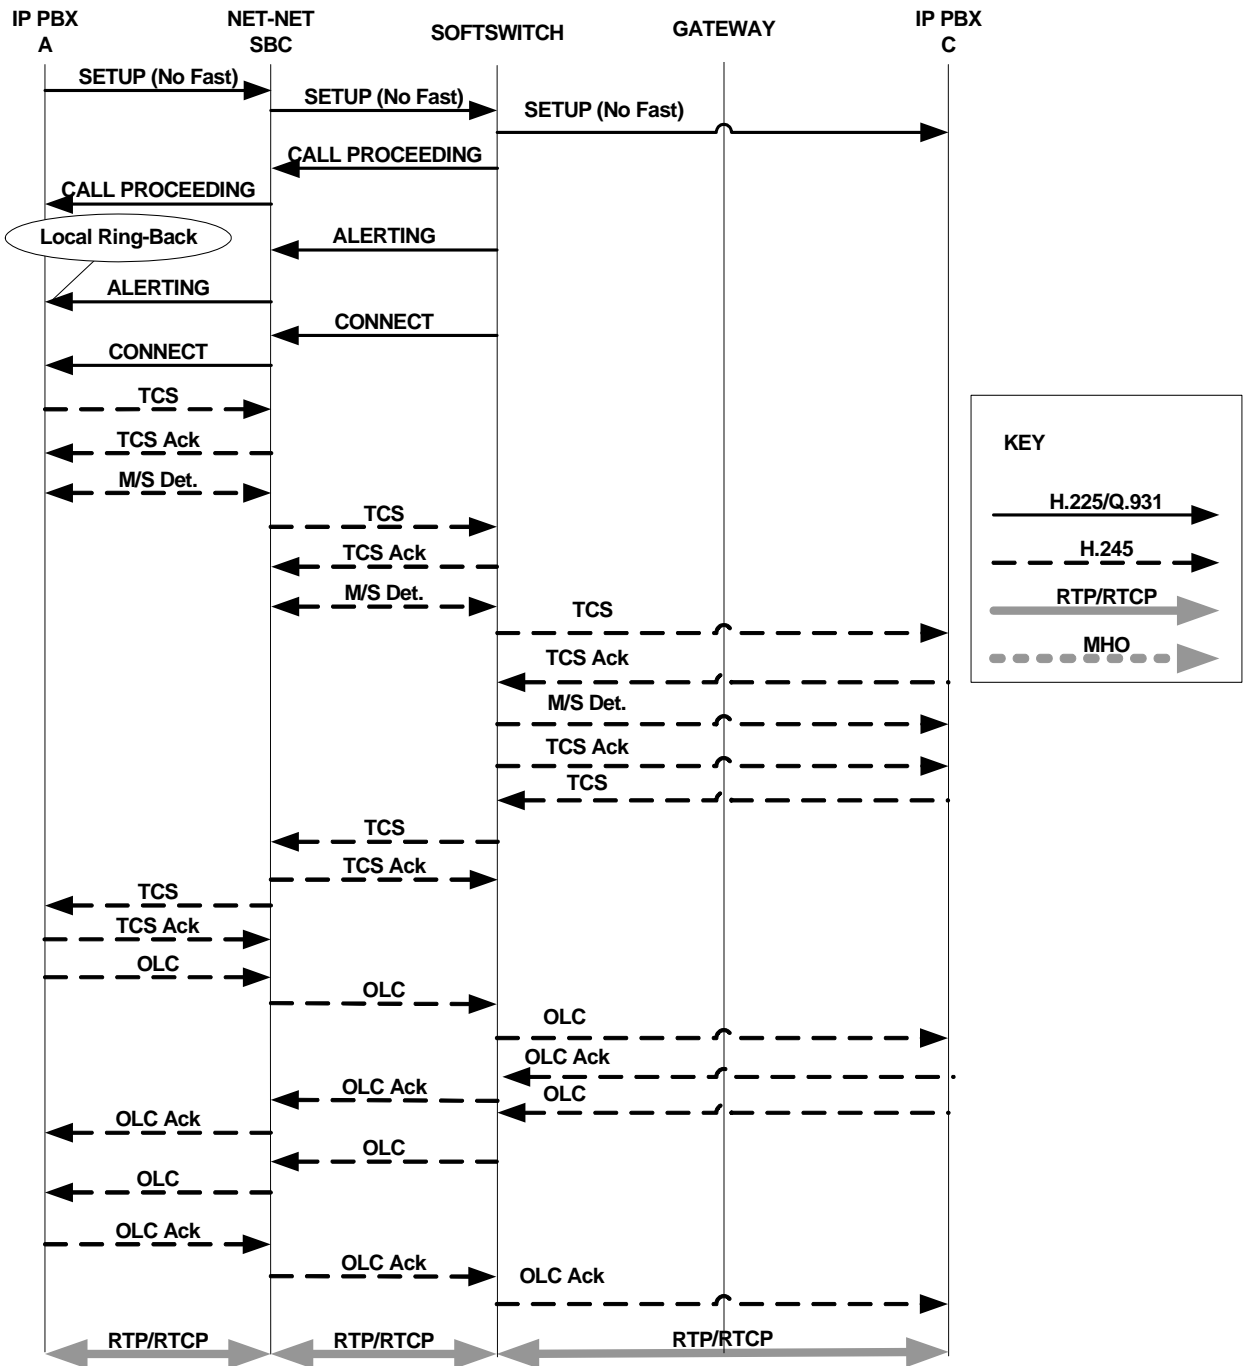 IP PBX
A
NET-NET
SBC
SOFTSWITCH
GATEWAY
IP PBX
C
SETUP (No Fast)
SETUP (No Fast)
SETUP (No Fast)
CALL PROCEEDING
CALL PROCEEDING
Local Ring-Back
ALERTING
ALERTING
CONNECT
CONNECT
TCS
TCS Ack
M/S Det.
TCS
TCS Ack
M/S Det.
TCS
TCS Ack
M/S Det.
TCS Ack
TCS
TCS
TCS Ack
TCS
TCS Ack
OLC
OLC
OLC
OLC Ack
OLC Ack
OLC
OLC Ack
OLC
OLC
OLC Ack
OLC Ack
OLC Ack
RTP/RTCP
RTP/RTCP
RTP/RTCP
KEY
H.225/Q.931
H.245
RTP/RTCP
MHO